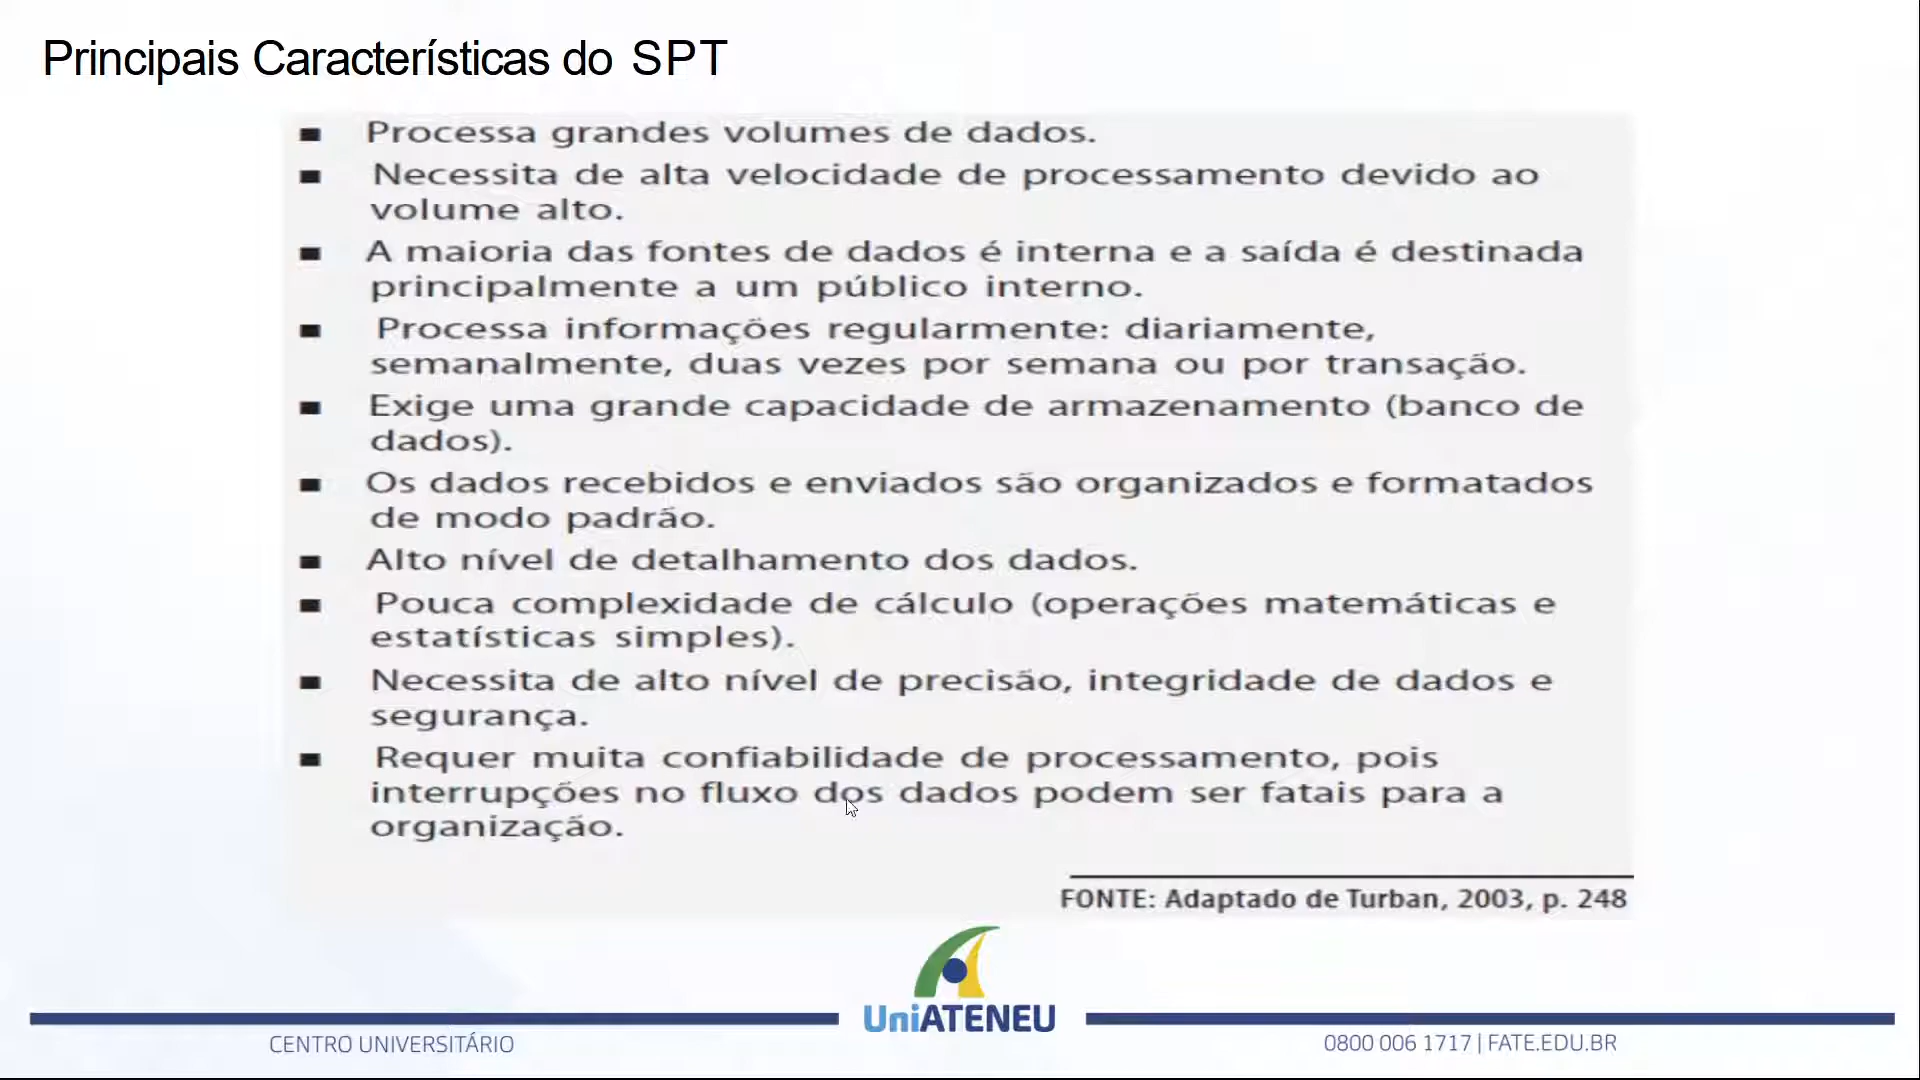 Principais Características do SPT
■ Processa grandes volumes de dados.
■ Necessita de alta velocidade de processamento devido ao
volume alto.
■ A maioria das fontes de dados é interna e a saída é destinada
principalmente a um público interno.
■ Processa informações regularmente: diariamente,
semanalmente, duas vezes por semana ou por transação.
■ Exige uma grande capacidade de armazenamento (banco de
dados).
■ Os dados recebidos e enviados são organizados e formatados
de modo padrão.
■ Alto nível de detalhamento dos dados.
■ Pouca complexidade de cálculo (operações matemáticas e
estatísticas simples).
■ Necessita de alto nível de precisão, integridade de dados e
segurança.
■ Requer muita confiabilidade de processamento, pois
interrupções no fluxo dos dados podem ser fatais para a
organização.
FONTE: Adaptado de Turban, 2003, p. 248
UniATENEU
CENTRO UNIVERSITÁRIO
0800 006 1717 | FATE.EDU.BR